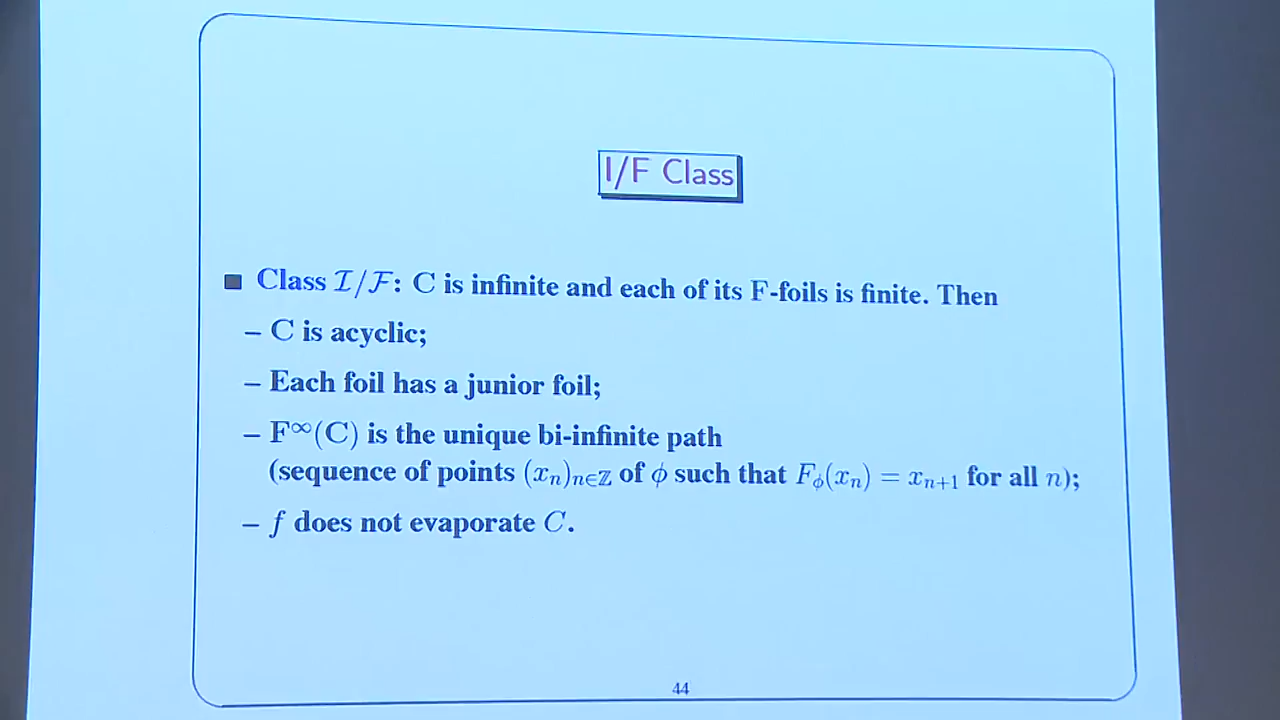 I/F Class
■ Class 𝓘/𝓕: C is infinite and each of its F-foils is finite. Then
– C is acyclic;
– Each foil has a junior foil;
– F^∞(C) is the unique bi-infinite path
(sequence of points (xₙ)ₙ∈ℤ of ϕ such that F_ϕ(xₙ) = xₙ₊₁ for all n);
– f does not evaporate C.
44